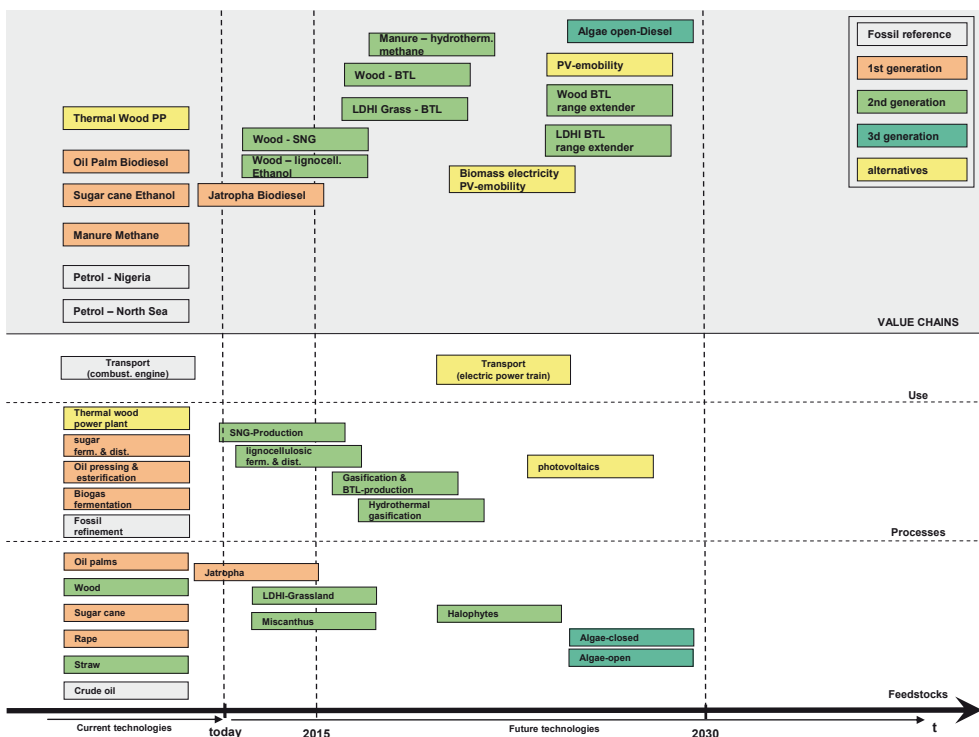 Manure – hydrotherm.
methane
Algae open-Diesel
Fossil reference
Wood - BTL
PV-emobility
1st generation
Thermal Wood PP
LDHI Grass - BTL
Wood BTL
range extender
2nd generation
Wood - SNG
LDHI BTL
range extender
3d generation
Oil Palm Biodiesel
Wood – lignocell.
Ethanol
Biomass electricity
PV-emobility
alternatives
Sugar cane Ethanol
Jatropha Biodiesel
Manure Methane
Petrol - Nigeria
Petrol – North Sea
VALUE CHAINS
Transport
(combust. engine)
Transport
(electric power train)
Use
Thermal wood
power plant
SNG-Production
sugar
ferm. & dist.
lignocellulosic
ferm. & dist.
Oil pressing &
esterification
Gasification &
BTL-production
photovoltaics
Biogas
fermentation
Hydrothermal
gasification
Fossil
refinement
Processes
Oil palms
Jatropha
Wood
LDHI-Grassland
Sugar cane
Miscanthus
Halophytes
Rape
Algae-closed
Straw
Algae-open
Crude oil
Feedstocks
Current technologies
today
2015
Future technologies
2030
t